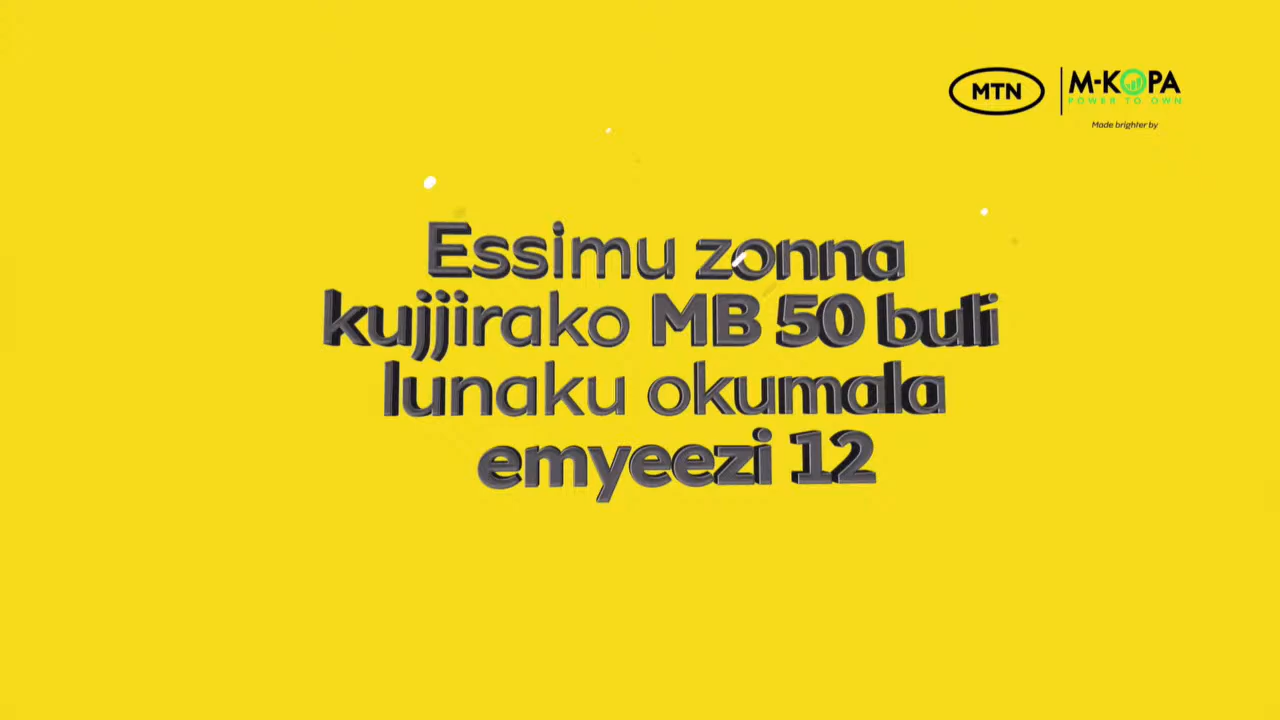 MTN
M-KOPA
POWER TO OWN
Made brighter by
Essimu zonna
kujjirako MB 50 buli
lunaku okumala
emyeezi 12